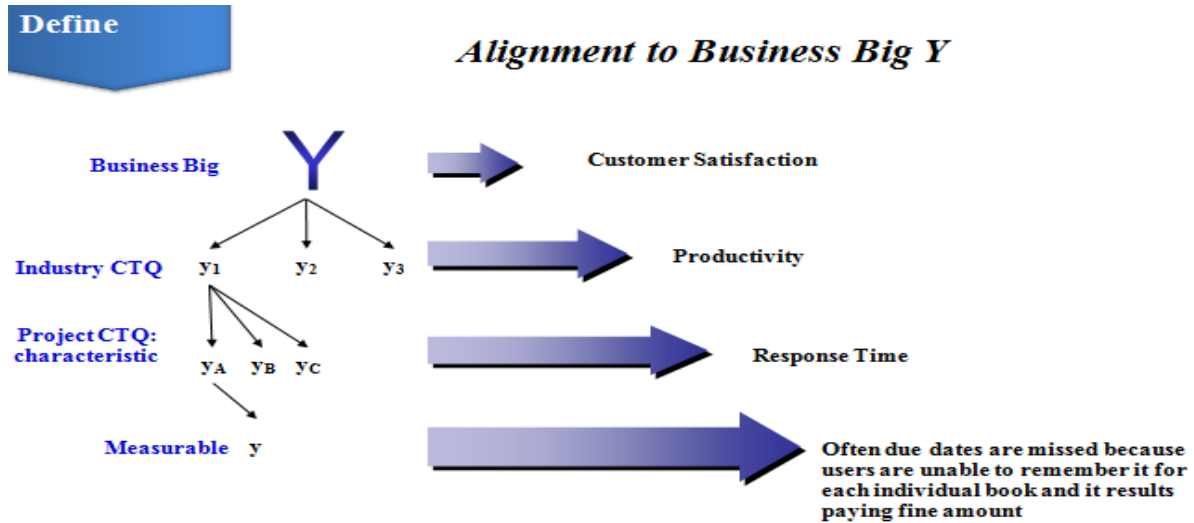 Define
Alignment to Business Big Y
Business Big
Y
Customer Satisfaction
Industry CTQ
y1
y2
y3
Productivity
Project CTQ:
characteristic
yA
yB
yC
Response Time
Measurable
y
Often due dates are missed because
users are unable to remember it for
each individual book and it results
paying fine amount